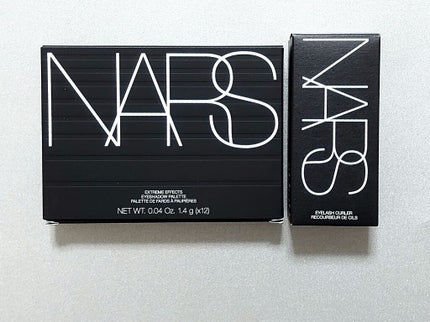 NARS
EXTREME EFFECTS
EYESHADOW PALETTE
PALETTE DE FARDS À PAUPIÈRES
NET WT. 0.04 Oz. 1.4 g (x12)
NARS
EYELASH CURLER
RECOURBEUR DE CILS